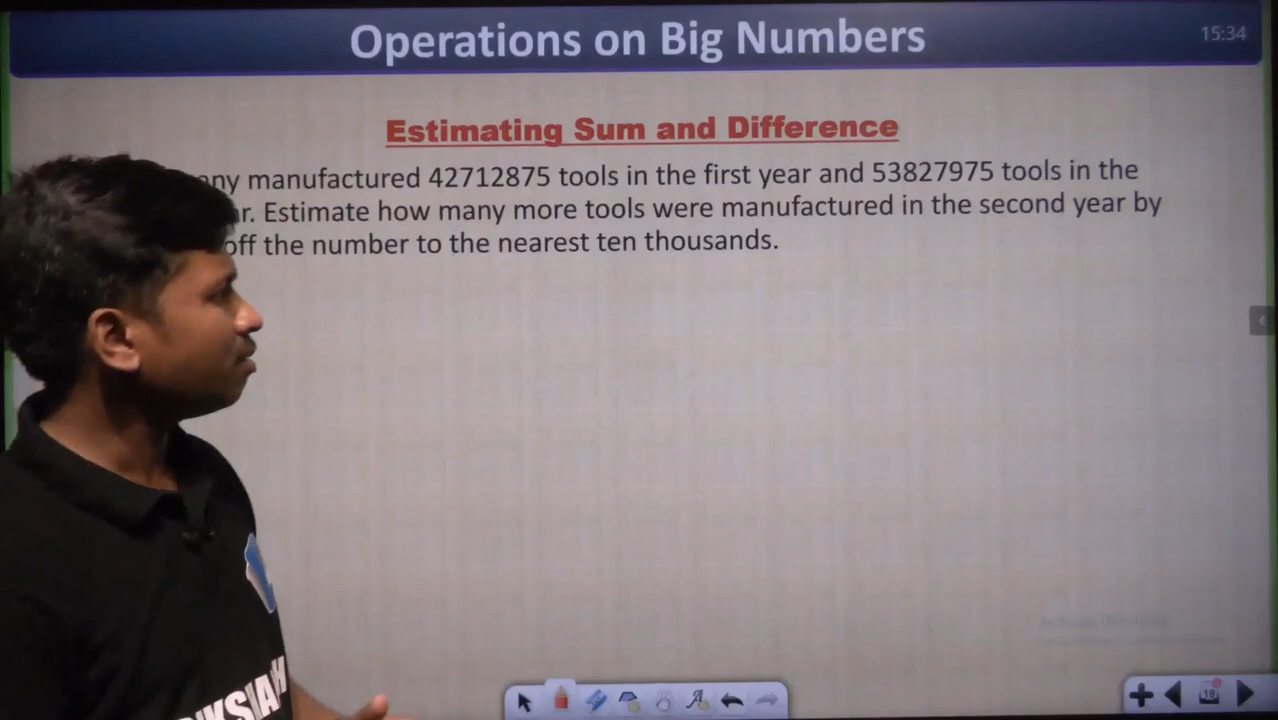 Operations on Big Numbers
15:34
Estimating Sum and Difference
any manufactured 42712875 tools in the first year and 53827975 tools in the
ar. Estimate how many more tools were manufactured in the second year by
off the number to the nearest ten thousands.
19